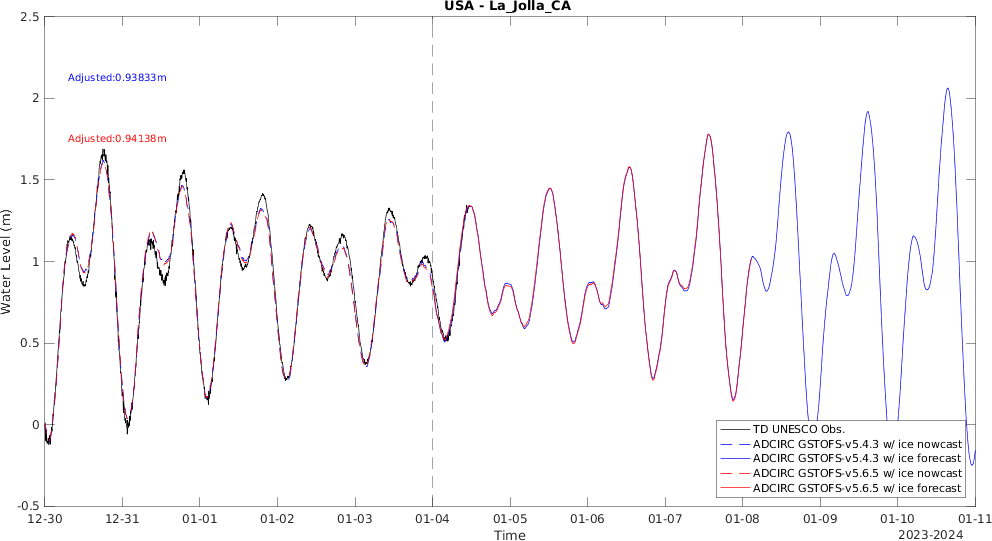 USA - La_Jolla_CA
2.5
2
1.5
1
0.5
0
-0.5
Water Level (m)
Adjusted:0.93833m
Adjusted:0.94138m
TD UNESCO Obs.
ADCIRC GSTOFS-v5.4.3 w/ ice nowcast
ADCIRC GSTOFS-v5.4.3 w/ ice forecast
ADCIRC GSTOFS-v5.6.5 w/ ice nowcast
ADCIRC GSTOFS-v5.6.5 w/ ice forecast
12-30 12-31 01-01 01-02 01-03 01-04 01-05 01-06 01-07 01-08 01-09 01-10 01-11
Time
2023-2024